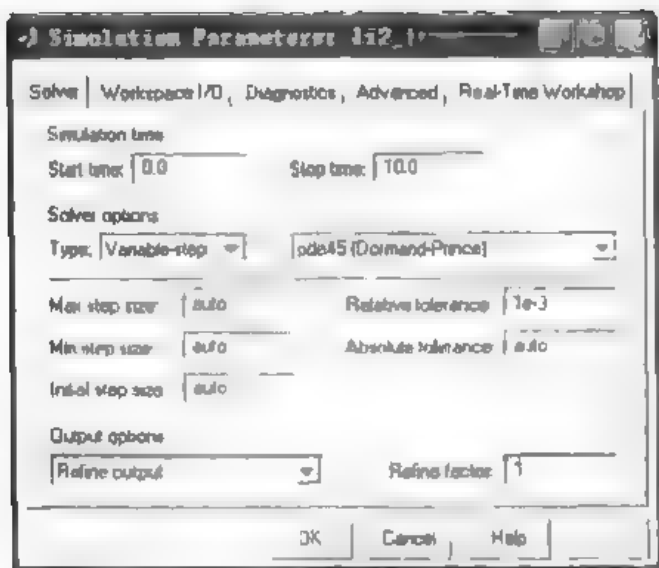 Simulation Parameters: li2_1
Solver Workspace I/O Diagnostics Advanced Real-Time Workshop
Simulation time
Start time: 0.0 Stop time: 10.0
Solver options
Type: Variable-step ode45 (Dormand-Prince)
Max step size auto Relative tolerance 1e-3
Min step size auto Absolute tolerance auto
Initial step size auto
Output options
Refine output Refine factor 1
OK Cancel Help